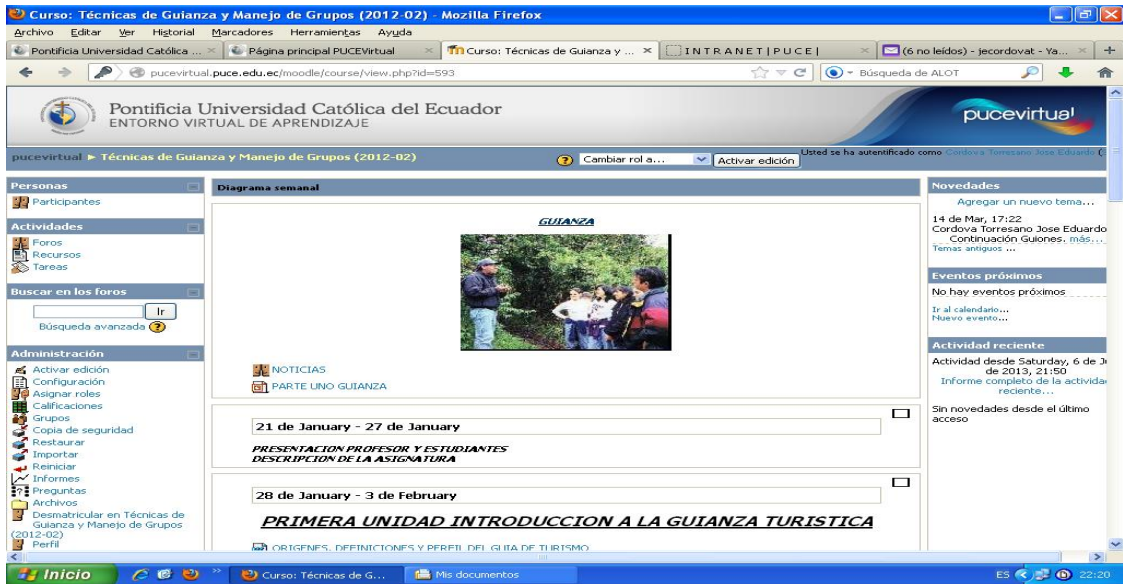 Curso: Técnicas de Guianza y Manejo de Grupos (2012-02) - Mozilla Firefox
Archivo Editar Ver Historial Marcadores Herramientas Ayuda
Pontificia Universidad Católica ...
Página principal PUCEVirtual
Curso: Técnicas de Guianza y ...
I N T R A N E T | P U C E |
(6 no leídos) - jecordovat - Ya...
pucevirtual.puce.edu.ec/moodle/course/view.php?id=593
Búsqueda de ALOT
Pontificia Universidad Católica del Ecuador
ENTORNO VIRTUAL DE APRENDIZAJE
pucevirtual
pucevirtual ► Técnicas de Guianza y Manejo de Grupos (2012-02)
Cambiar rol a...
Activar edición
Usted se ha autentificado como Cordova Torresano Jose Eduardo (
Personas
Participantes
Actividades
Foros
Recursos
Tareas
Buscar en los foros
Ir
Búsqueda avanzada
Administración
Activar edición
Configuración
Asignar roles
Calificaciones
Grupos
Copia de seguridad
Restaurar
Importar
Reiniciar
Informes
Preguntas
Archivos
Desmatricular en Técnicas de
Guianza y Manejo de Grupos
(2012-02)
Perfil
Diagrama semanal
GUIANZA
NOTICIAS
PARTE UNO GUIANZA
21 de January - 27 de January
PRESENTACION PROFESOR Y ESTUDIANTES
DESCRIPCION DE LA ASIGNATURA
28 de January - 3 de February
PRIMERA UNIDAD INTRODUCCION A LA GUIANZA TURISTICA
ORIGENES, DEFINICIONES Y PERFIL DEL GUIA DE TURISMO
Novedades
Agregar un nuevo tema...
14 de Mar, 17:22
Cordova Torresano Jose Eduardo
Continuación Guiones. más...
Temas antiguos ...
Eventos próximos
No hay eventos próximos
Ir al calendario...
Nuevo evento...
Actividad reciente
Actividad desde Saturday, 6 de
de 2013, 21:50
Informe completo de la
reciente...
Sin novedades desde el último
acceso
Inicio
Curso: Técnicas de G...
Mis documentos
ES
22:20